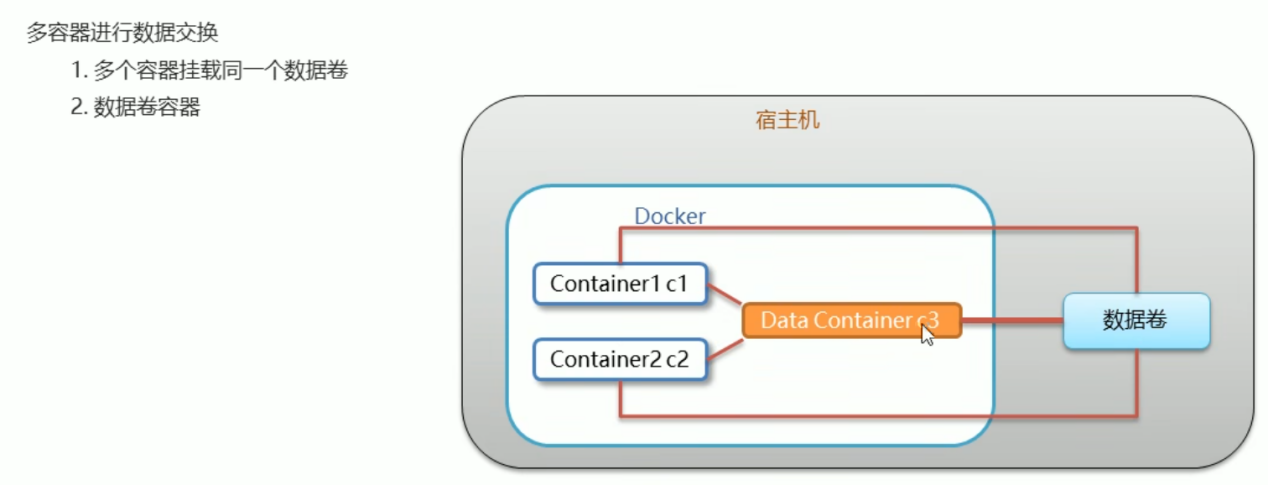 多容器进行数据交换
1. 多个容器挂载同一个数据卷
2. 数据卷容器
宿主机
Docker
Container1 c1
Data Container c3
数据卷
Container2 c2